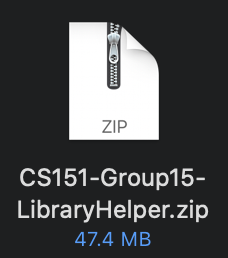 ZIP
CS151-Group15-
LibraryHelper.zip
47.4 MB